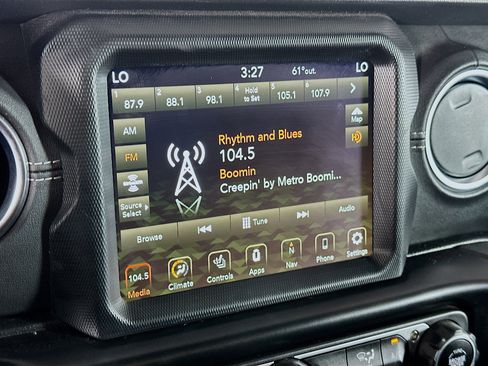 LO 3:27 61°out. LO
1 87.9 2 88.1 3 98.1 4 Hold to Set 5 105.1 6 107.9
AM
Map
FM
Rhythm and Blues
104.5
Boomin
Creepin' by Metro Boomi...
Source Select
Browse Tune Audio
104.5 N
Media Climate Controls Apps Nav Phone Settings